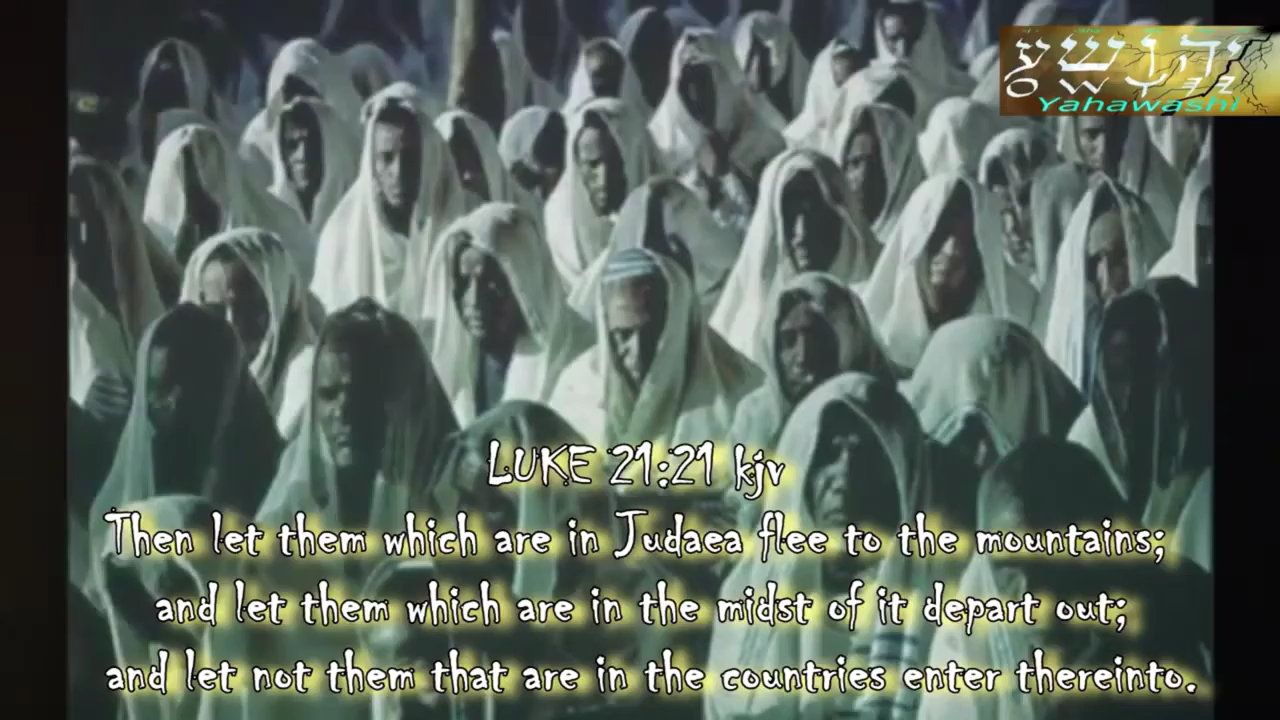 יהושע
Yahawashi
LUKE 21:21 kjv
Then let them which are in Judaea flee to the mountains;
and let them which are in the midst of it depart out;
and let not them that are in the countries enter thereinto.